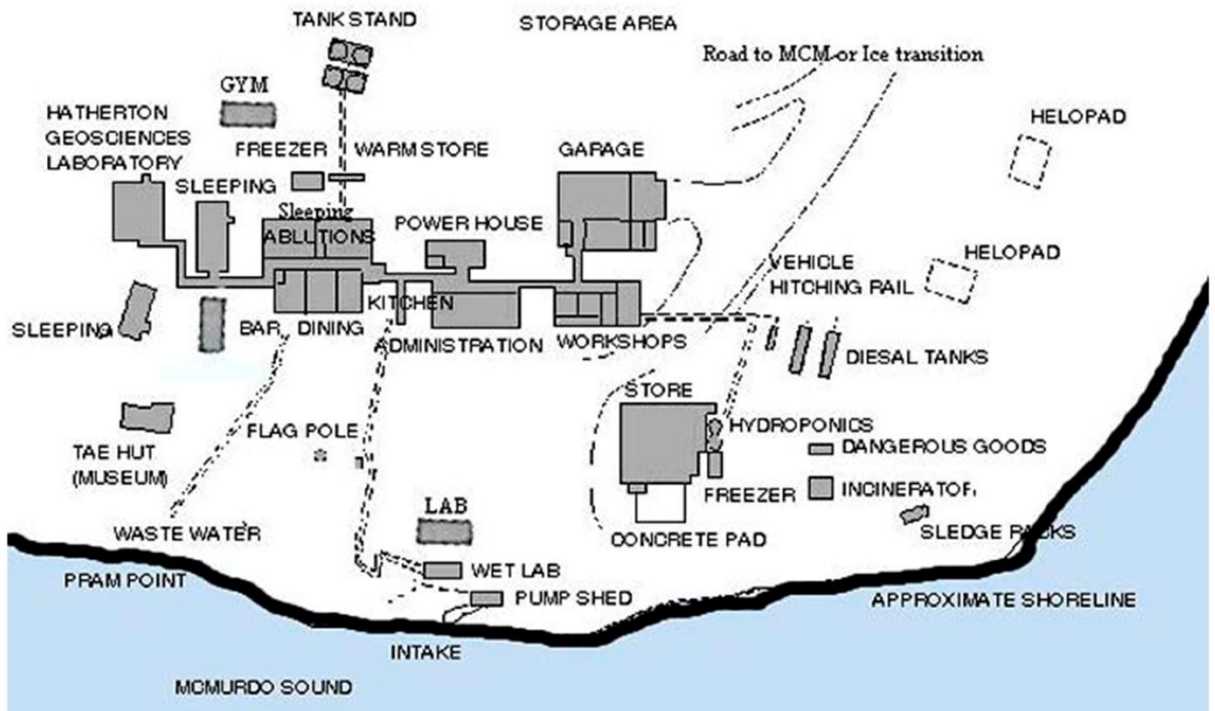 TANK STAND
STORAGE AREA
Road to MCM or Ice transition
GYM
HATHERTON
GEOSCIENCES
LABORATORY
HELOPAD
FREEZER
WARM STORE
GARAGE
SLEEPING
Sleeping
ABLUTIONS
POWER HOUSE
HELOPAD
VEHICLE
HITCHING RAIL
KITCHEN
SLEEPING
BAR
DINING
ADMINISTRATION
WORKSHOPS
DIESAL TANKS
STORE
FLAG POLE
HYDROPONICS
TAE HUT
(MUSEUM)
DANGEROUS GOODS
FREEZER
INCINERATOR
LAB
WASTE WATER
CONCRETE PAD
SLEDGE RACKS
WET LAB
PRAM POINT
PUMP SHED
APPROXIMATE SHORELINE
INTAKE
MCMURDO SOUND